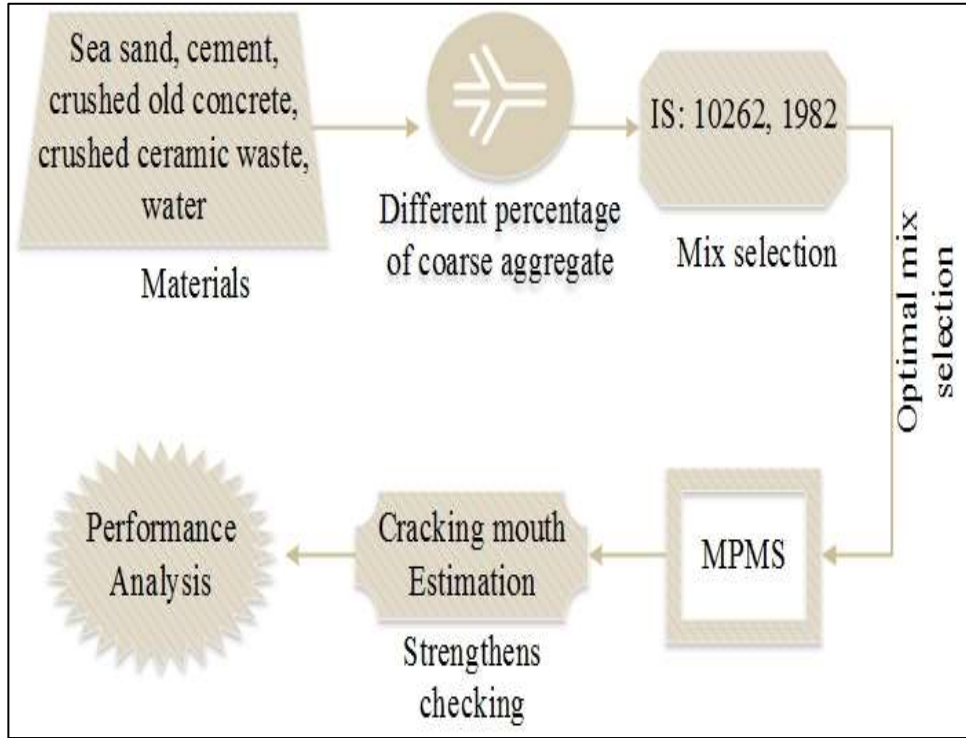 Sea sand, cement,
crushed old concrete,
crushed ceramic waste,
water
Materials
Different percentage
of coarse aggregate
IS: 10262, 1982
Mix selection
Optimal mix
selection
MPMS
Cracking mouth
Estimation
Strengthens
checking
Performance
Analysis